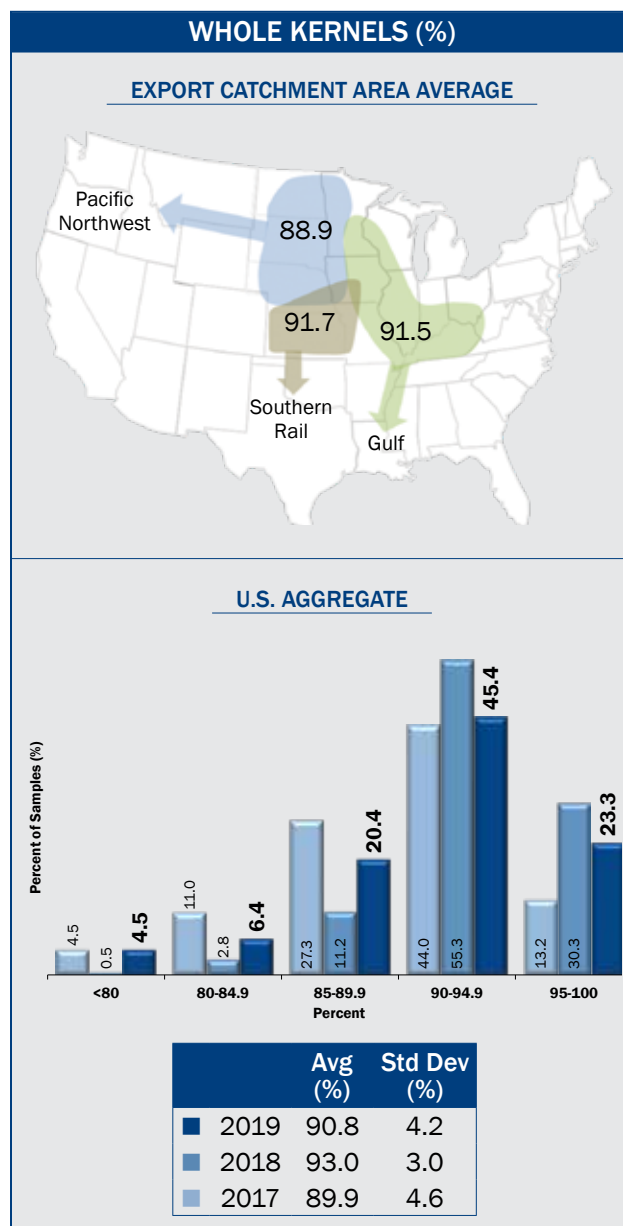 WHOLE KERNELS (%)
EXPORT CATCHMENT AREA AVERAGE
Pacific
Northwest
88.9
91.7
91.5
Southern
Rail
Gulf
U.S. AGGREGATE
Percent of Samples (%)
4.5
0.5
4.5
11.0
2.8
6.4
27.3
11.2
20.4
44.0
55.3
45.4
13.2
30.3
23.3
<80 80-84.9 85-89.9 90-94.9 95-100
Percent
Avg Std Dev
(%) (%)
2019 90.8 4.2
2018 93.0 3.0
2017 89.9 4.6